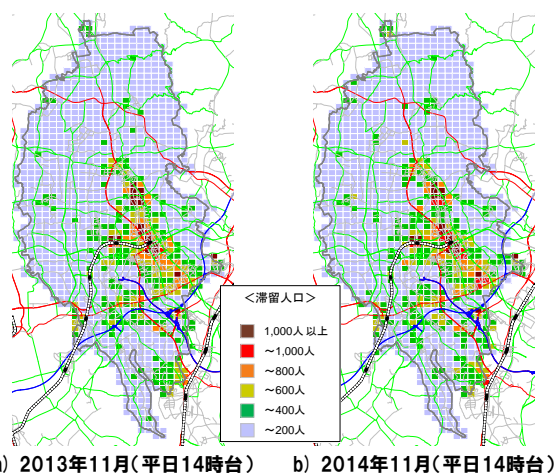 ＜滞留人口＞
1,000人以上
～1,000人
～800人
～600人
～400人
～200人
a) 2013年11月（平日14時台）
b) 2014年11月（平日14時台）